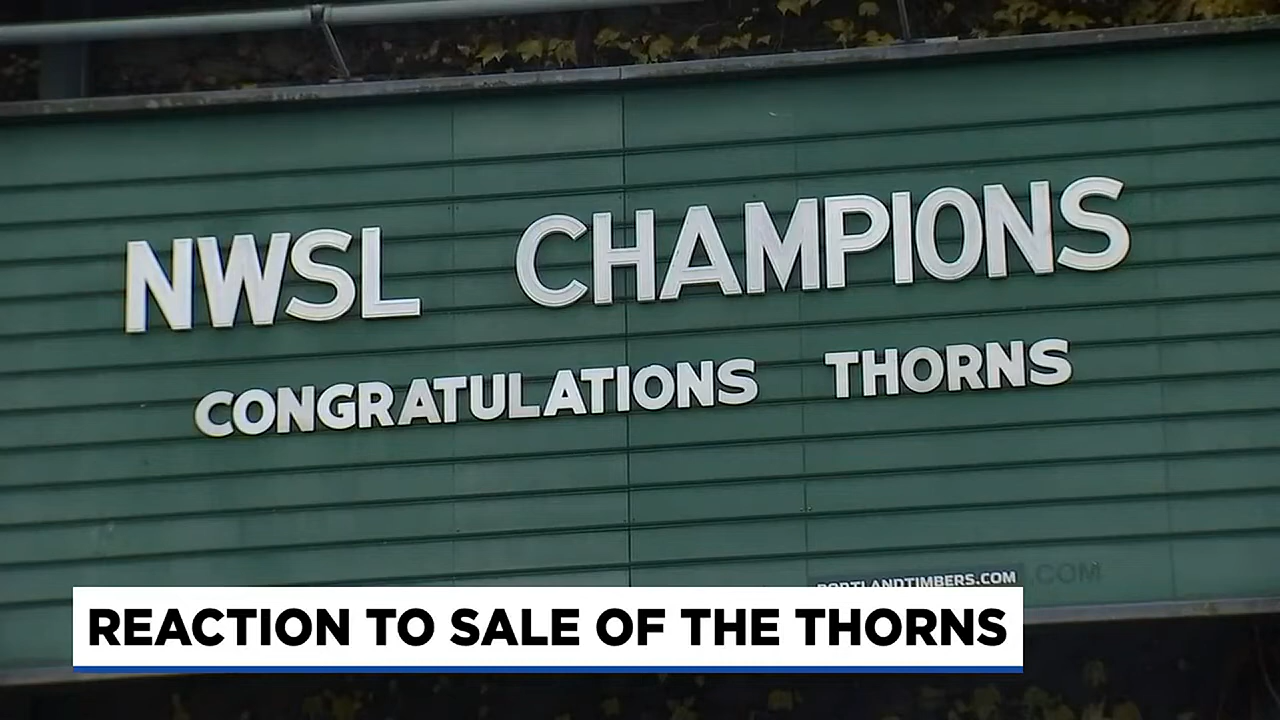 NWSL CHAMPIONS
CONGRATULATIONS THORNS
PORTLANDTIMBERS.COM
REACTION TO SALE OF THE THORNS